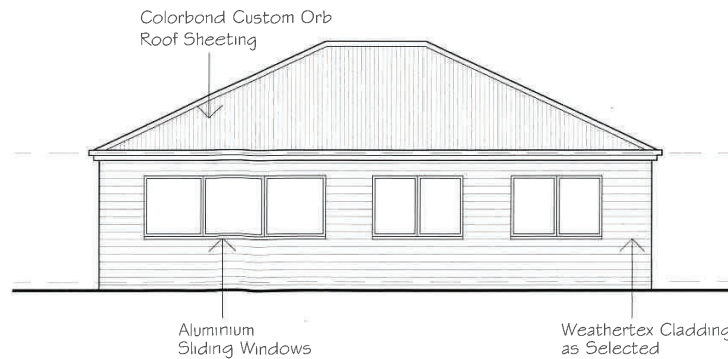 Colorbond Custom Orb
Roof Sheeting
Aluminium
Sliding Windows
Weathertex Cladding
as Selected